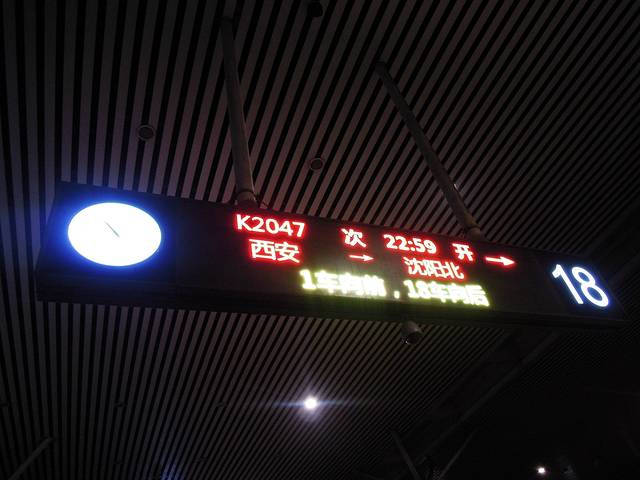 K2047 次 22:59 开 →
西安 → 沈阳北
1车向前，18车向后
18